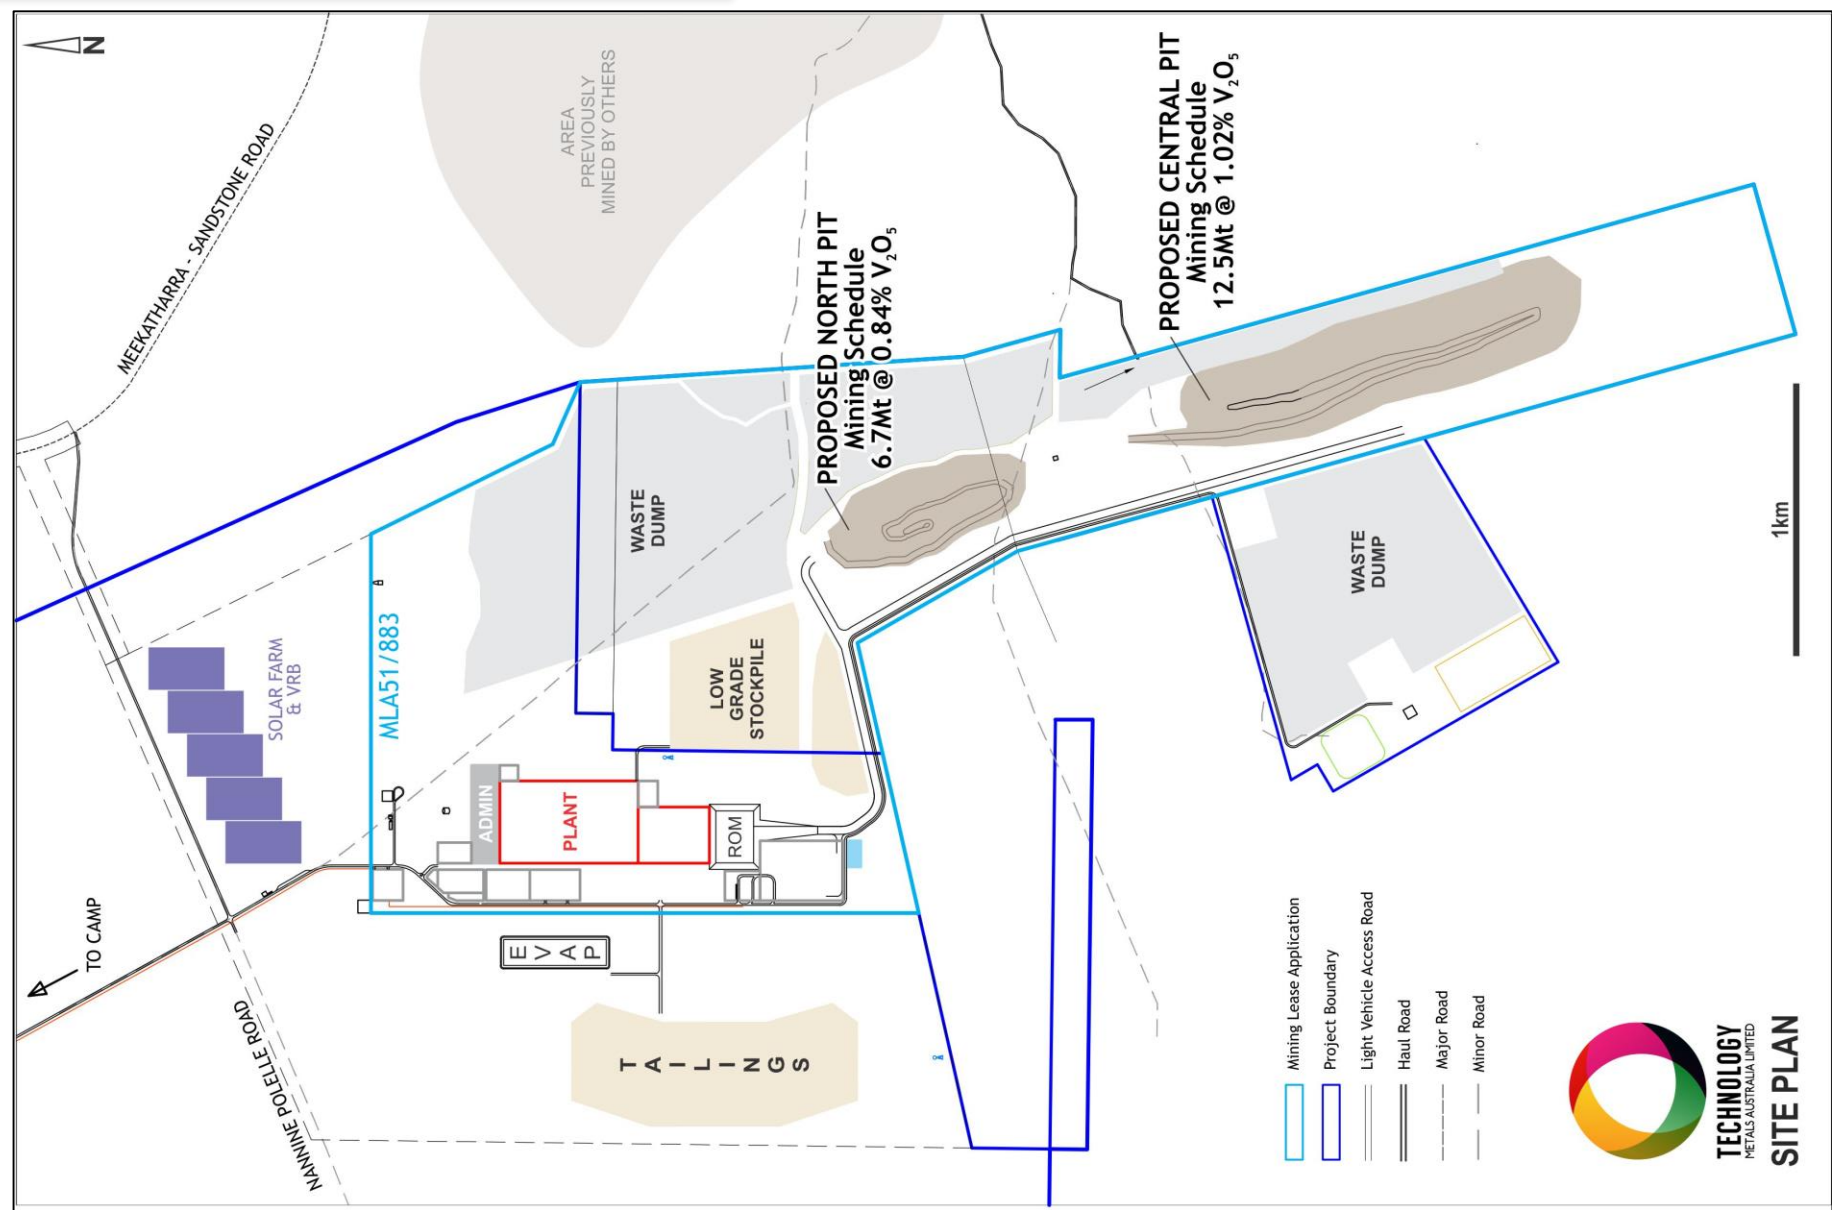 N
MEEKATHARRA - SANDSTONE ROAD
AREA
PREVIOUSLY
MINED BY OTHERS
PROPOSED NORTH PIT
Mining Schedule
6.7Mt @ 0.84% V₂O₅
PROPOSED CENTRAL PIT
Mining Schedule
12.5Mt @ 1.02% V₂O₅
SOLAR FARM
& VRB
MLA51/883
WASTE
DUMP
LOW
GRADE
STOCKPILE
WASTE
DUMP
1km
ADMIN
PLANT
ROM
TO CAMP
NANNINE POLELLE ROAD
EVAP
TAILINGS
Mining Lease Application
Project Boundary
Light Vehicle Access Road
Haul Road
Major Road
Minor Road
TECHNOLOGY
METALS AUSTRALIA LIMITED
SITE PLAN